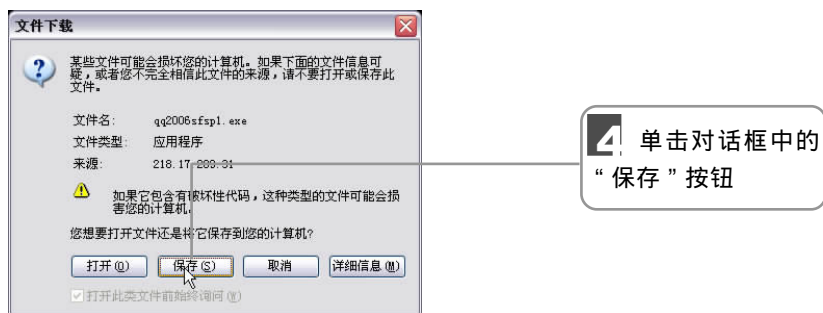 文件下载
某些文件可能会损坏您的计算机。如果下面的文件信息可
疑，或者您不完全相信此文件的来源，请不要打开或保存此
文件。
文件名： qq2006sfsp1.exe
文件类型： 应用程序
来源： 218.17.209.31
如果它包含有破坏性代码，这种类型的文件可能会损
害您的计算机。
您想要打开文件还是将它保存到您的计算机？
打开(O) 保存(S) 取消 详细信息(M)
打开此类文件前始终询问(W)
4 单击对话框中的
“保存”按钮